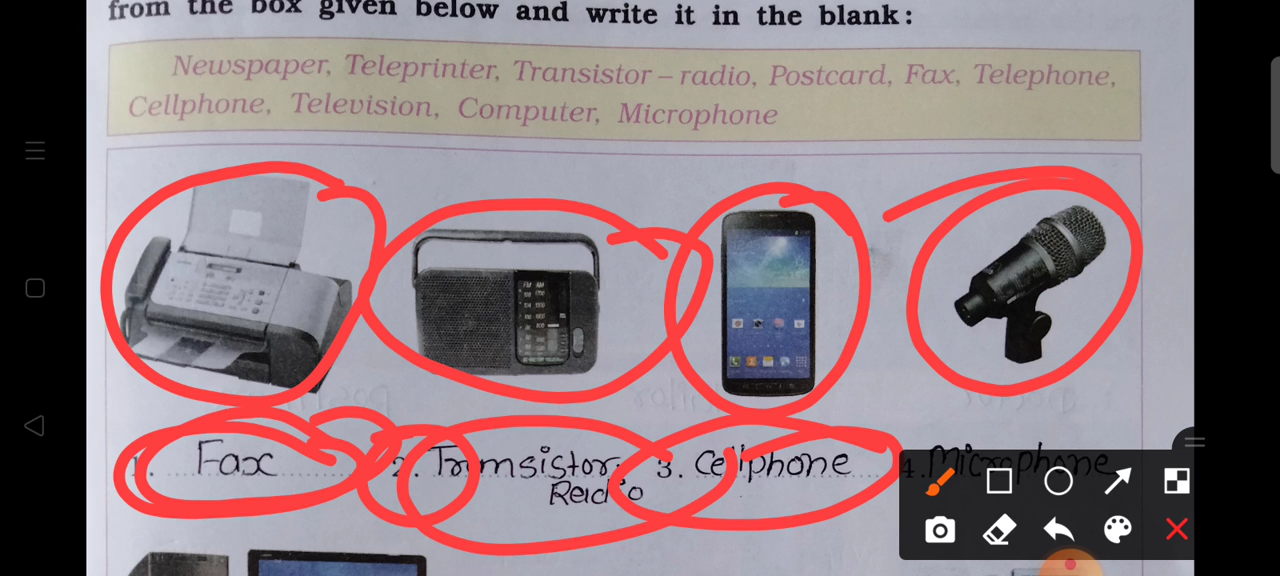 from the box given below and write it in the blank:
Newspaper, Teleprinter, Transistor – radio, Postcard, Fax, Telephone,
Cellphone, Television, Computer, Microphone
1. Fax 2. Transistor 3. Cellphone 4. Microphone
Radio